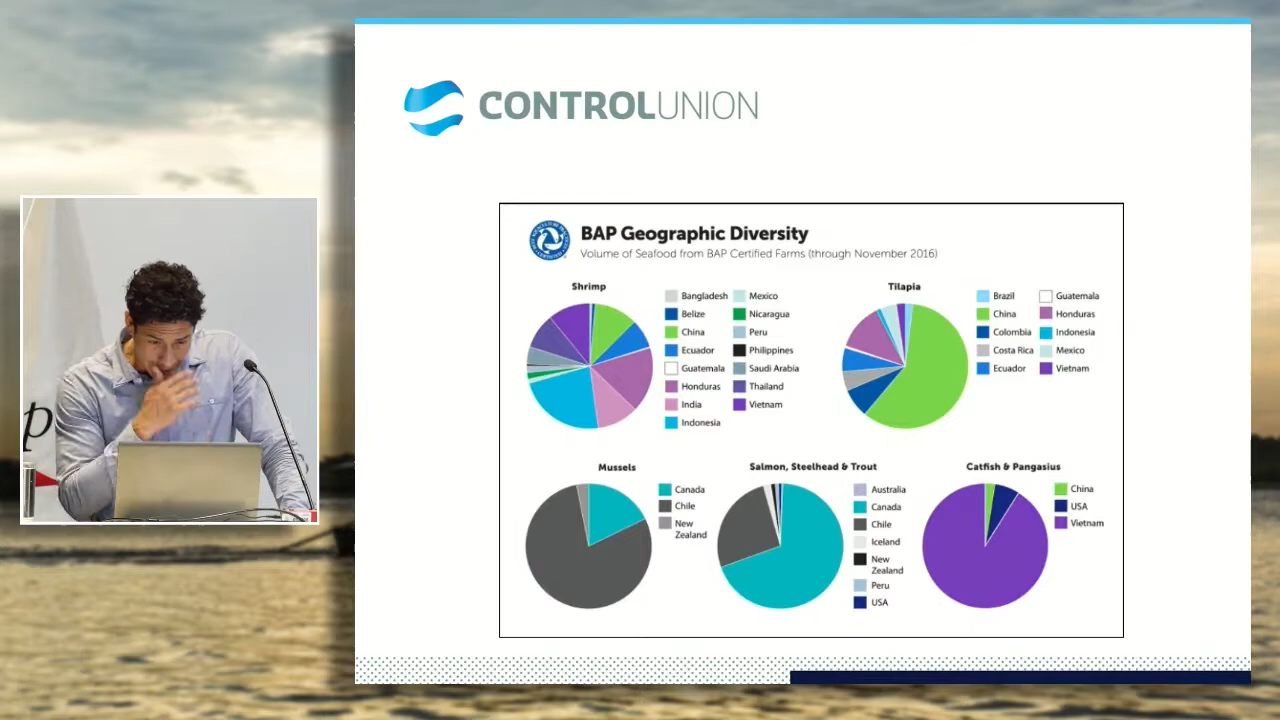 CONTROLUNION
BAP Geographic Diversity
Volume of Seafood from BAP Certified Farms (through November 2016)
Shrimp
Bangladesh
Belize
China
Ecuador
Guatemala
Honduras
India
Indonesia
Mexico
Nicaragua
Peru
Philippines
Saudi Arabia
Thailand
Vietnam
Tilapia
Brazil
China
Colombia
Costa Rica
Ecuador
Guatemala
Honduras
Indonesia
Mexico
Vietnam
Mussels
Canada
Chile
New
Zealand
Salmon, Steelhead & Trout
Australia
Canada
Chile
Iceland
New
Zealand
Peru
USA
Catfish & Pangasius
China
USA
Vietnam
p